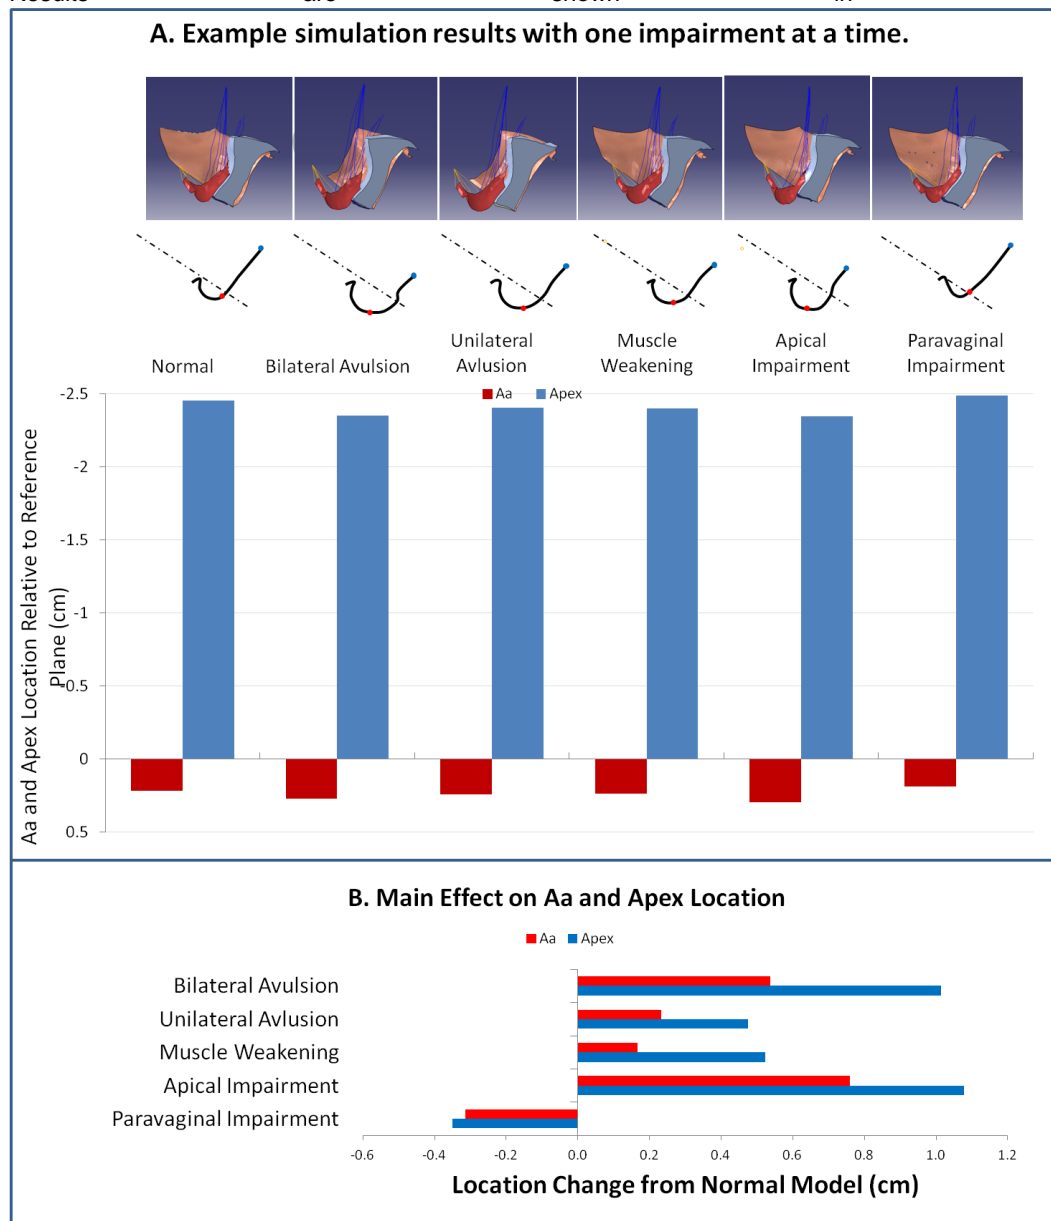 Results are shown in
A. Example simulation results with one impairment at a time.
Normal
Bilateral Avulsion
Unilateral
Avlusion
Muscle
Weakening
Apical
Impairment
Paravaginal
Impairment
Aa Apex
Aa and Apex Location Relative to Reference
Plane (cm)
-2.5
-2
-1.5
-1
-0.5
0
0.5
B. Main Effect on Aa and Apex Location
Aa Apex
Bilateral Avulsion
Unilateral Avlusion
Muscle Weakening
Apical Impairment
Paravaginal Impairment
-0.6 -0.4 -0.2 0.0 0.2 0.4 0.6 0.8 1.0 1.2
Location Change from Normal Model (cm)